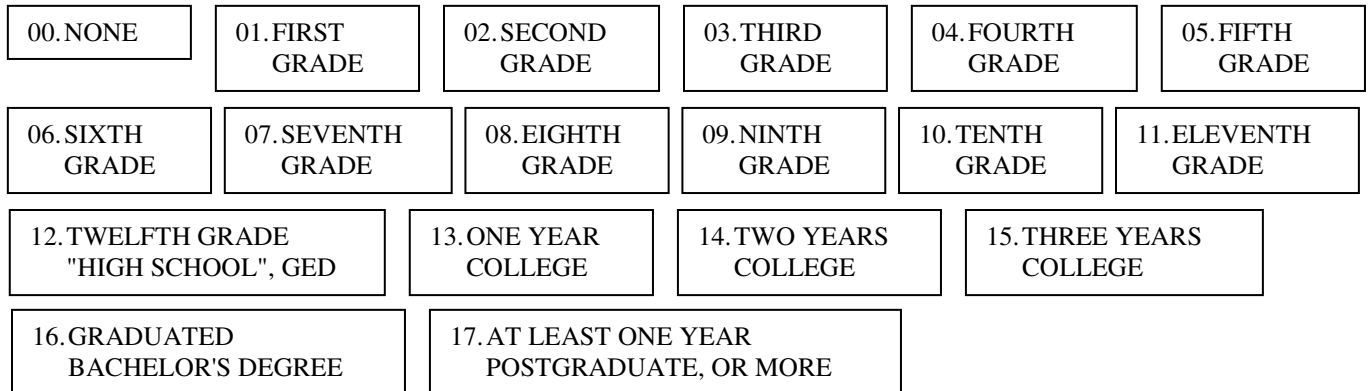 00. NONE
01. FIRST
GRADE
02. SECOND
GRADE
03. THIRD
GRADE
04. FOURTH
GRADE
05. FIFTH
GRADE
06. SIXTH
GRADE
07. SEVENTH
GRADE
08. EIGHTH
GRADE
09. NINTH
GRADE
10. TENTH
GRADE
11. ELEVENTH
GRADE
12. TWELFTH GRADE
"HIGH SCHOOL", GED
13. ONE YEAR
COLLEGE
14. TWO YEARS
COLLEGE
15. THREE YEARS
COLLEGE
16. GRADUATED
BACHELOR'S DEGREE
17. AT LEAST ONE YEAR
POSTGRADUATE, OR MORE